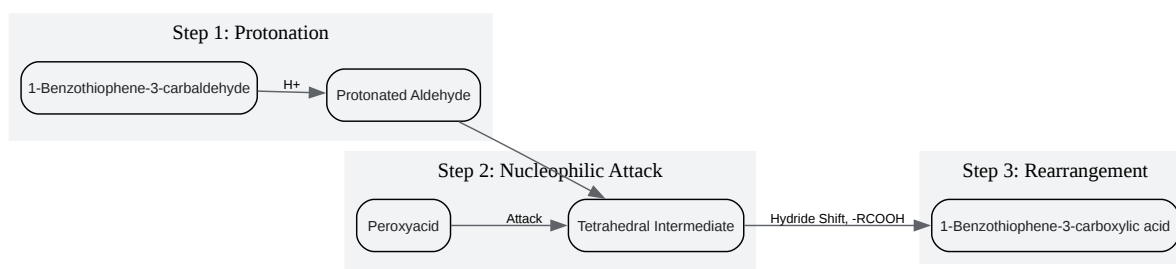 Step 1: Protonation
1-Benzothiophene-3-carbaldehyde
H+
Protonated Aldehyde
Step 2: Nucleophilic Attack
Peroxyacid
Attack
Tetrahedral Intermediate
Hydride Shift, -RCOOH
Step 3: Rearrangement
1-Benzothiophene-3-carboxylic acid